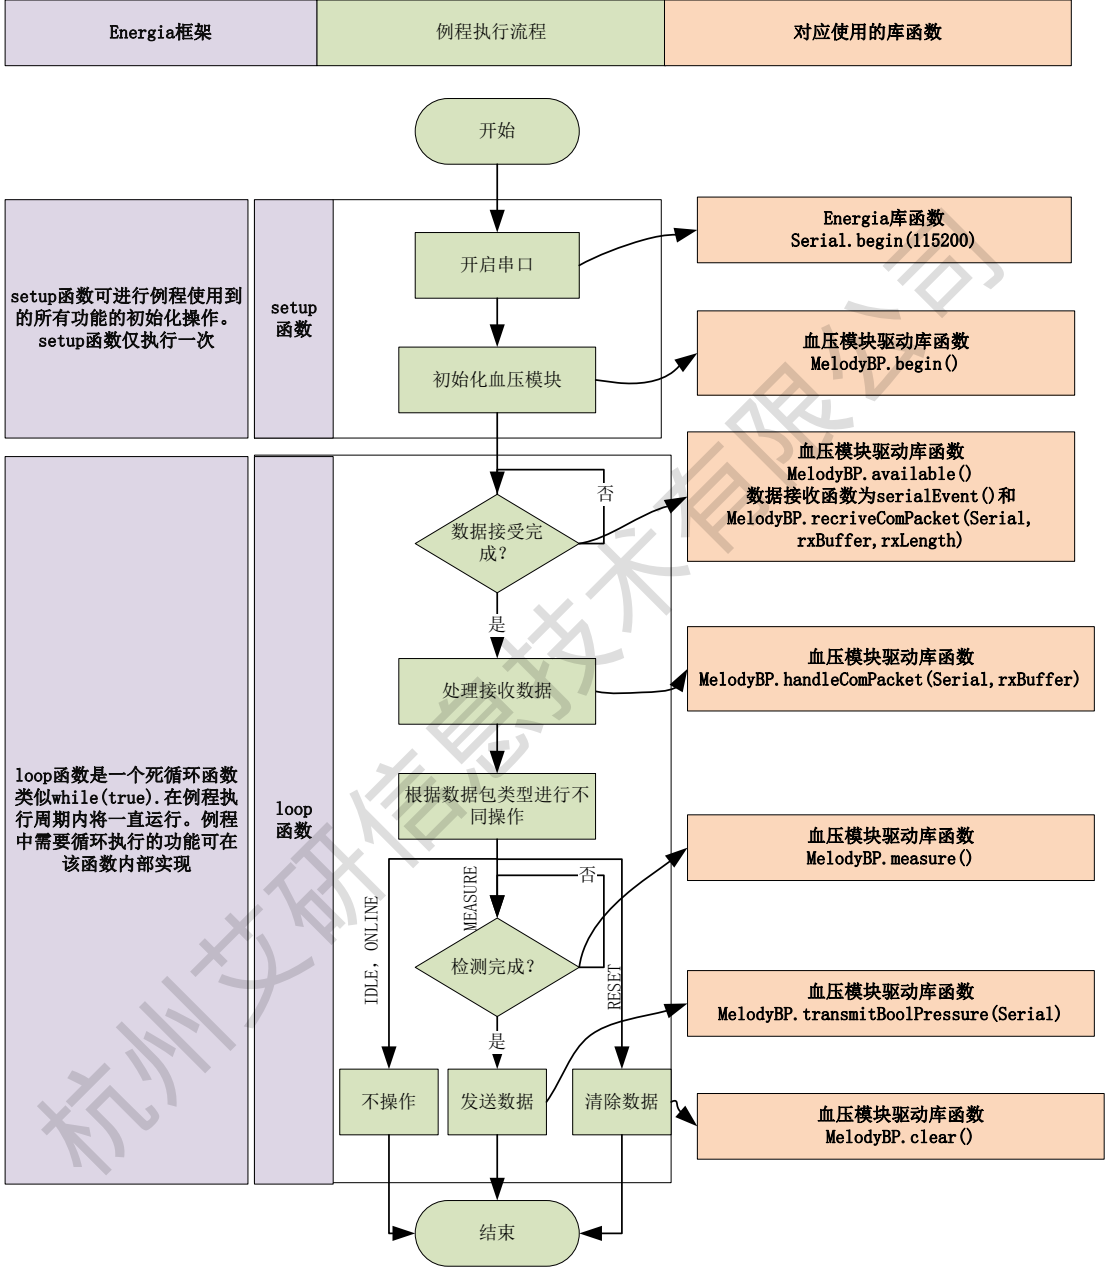 Energia框架
例程执行流程
对应使用的库函数
开始
setup函数可进行例程使用到
的所有功能的初始化操作。
setup函数仅执行一次
setup
函数
开启串口
Energia库函数
Serial.begin(115200)
初始化血压模块
血压模块驱动库函数
MelodyBP.begin()
loop函数是一个死循环函数
类似while(true).在例程执
行周期内将一直运行。例程
中需要循环执行的功能可在
该函数内部实现
loop
函数
否
数据接受完
成?
血压模块驱动库函数
MelodyBP.available()
数据接收函数为serialEvent()和
MelodyBP.recriveComPacket(Serial,
rxBuffer,rxLength)
是
处理接收数据
血压模块驱动库函数
MelodyBP.handleComPacket(Serial,rxBuffer)
根据数据包类型进行不
同操作
IDLE, ONLINE
MEASURE
否
RESET
检测完成?
血压模块驱动库函数
MelodyBP.measure()
是
不操作
发送数据
清除数据
血压模块驱动库函数
MelodyBP.transmitBoolPressure(Serial)
血压模块驱动库函数
MelodyBP.clear()
结束
杭州艾研信息技术有限公司